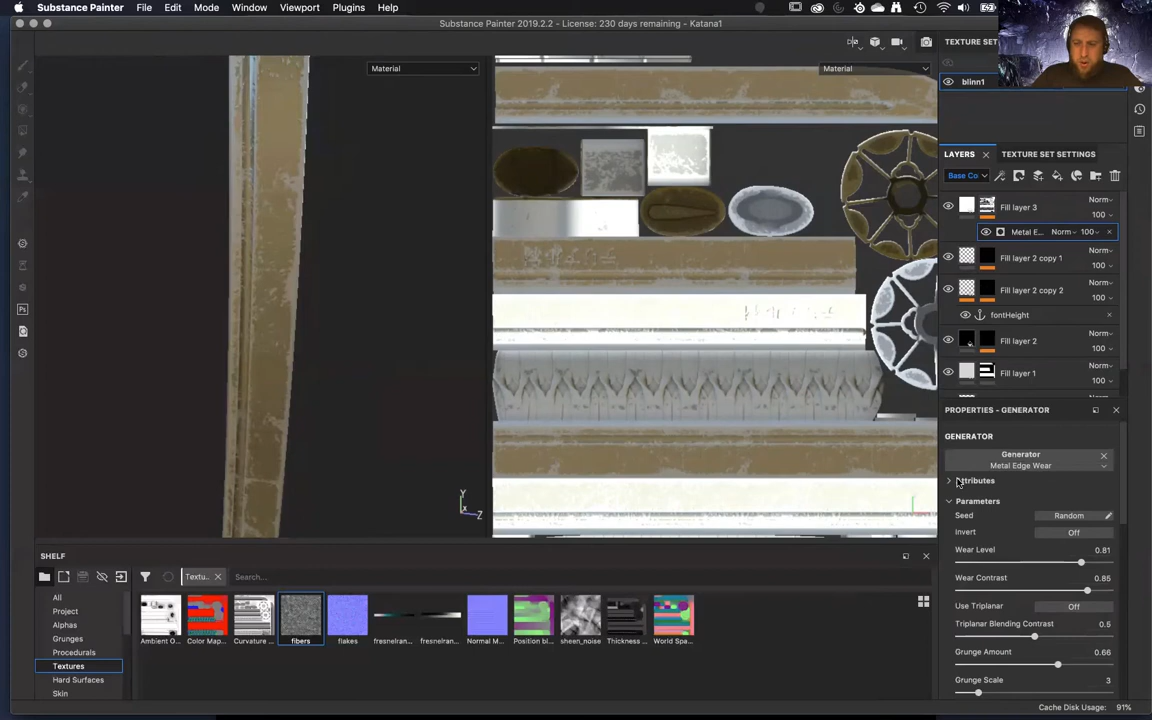 Substance Painter File Edit Mode Window Viewport Plugins Help
Substance Painter 2019.2.2 - License: 230 days remaining - Katana1
Material
Material
TEXTURE SET
blinn1
LAYERS
TEXTURE SET SETTINGS
Base Co
Fill layer 3
Norm
100
Metal E...
Norm
100
Fill layer 2 copy 1
Norm
100
Fill layer 2 copy 2
Norm
100
fontHeight
Fill layer 2
Norm
100
Fill layer 1
Norm
100
PROPERTIES - GENERATOR
GENERATOR
Generator
Metal Edge Wear
Attributes
Parameters
Seed
Random
Invert
Off
Wear Level
0.81
Wear Contrast
0.85
Use Triplanar
Off
Triplanar Blending Contrast
0.5
Grunge Amount
0.66
Grunge Scale
3
Y
X
Z
SHELF
Textu...
Search...
All
Project
Alphas
Grunges
Procedurals
Textures
Hard Surfaces
Skin
Ambient O...
Color Map...
Curvature ...
fibers
flakes
fresnelIran...
fresnelIran...
Normal M...
Position bl...
sheen_noise
Thickness ...
World Spa...
Ps
Cache Disk Usage: 91%